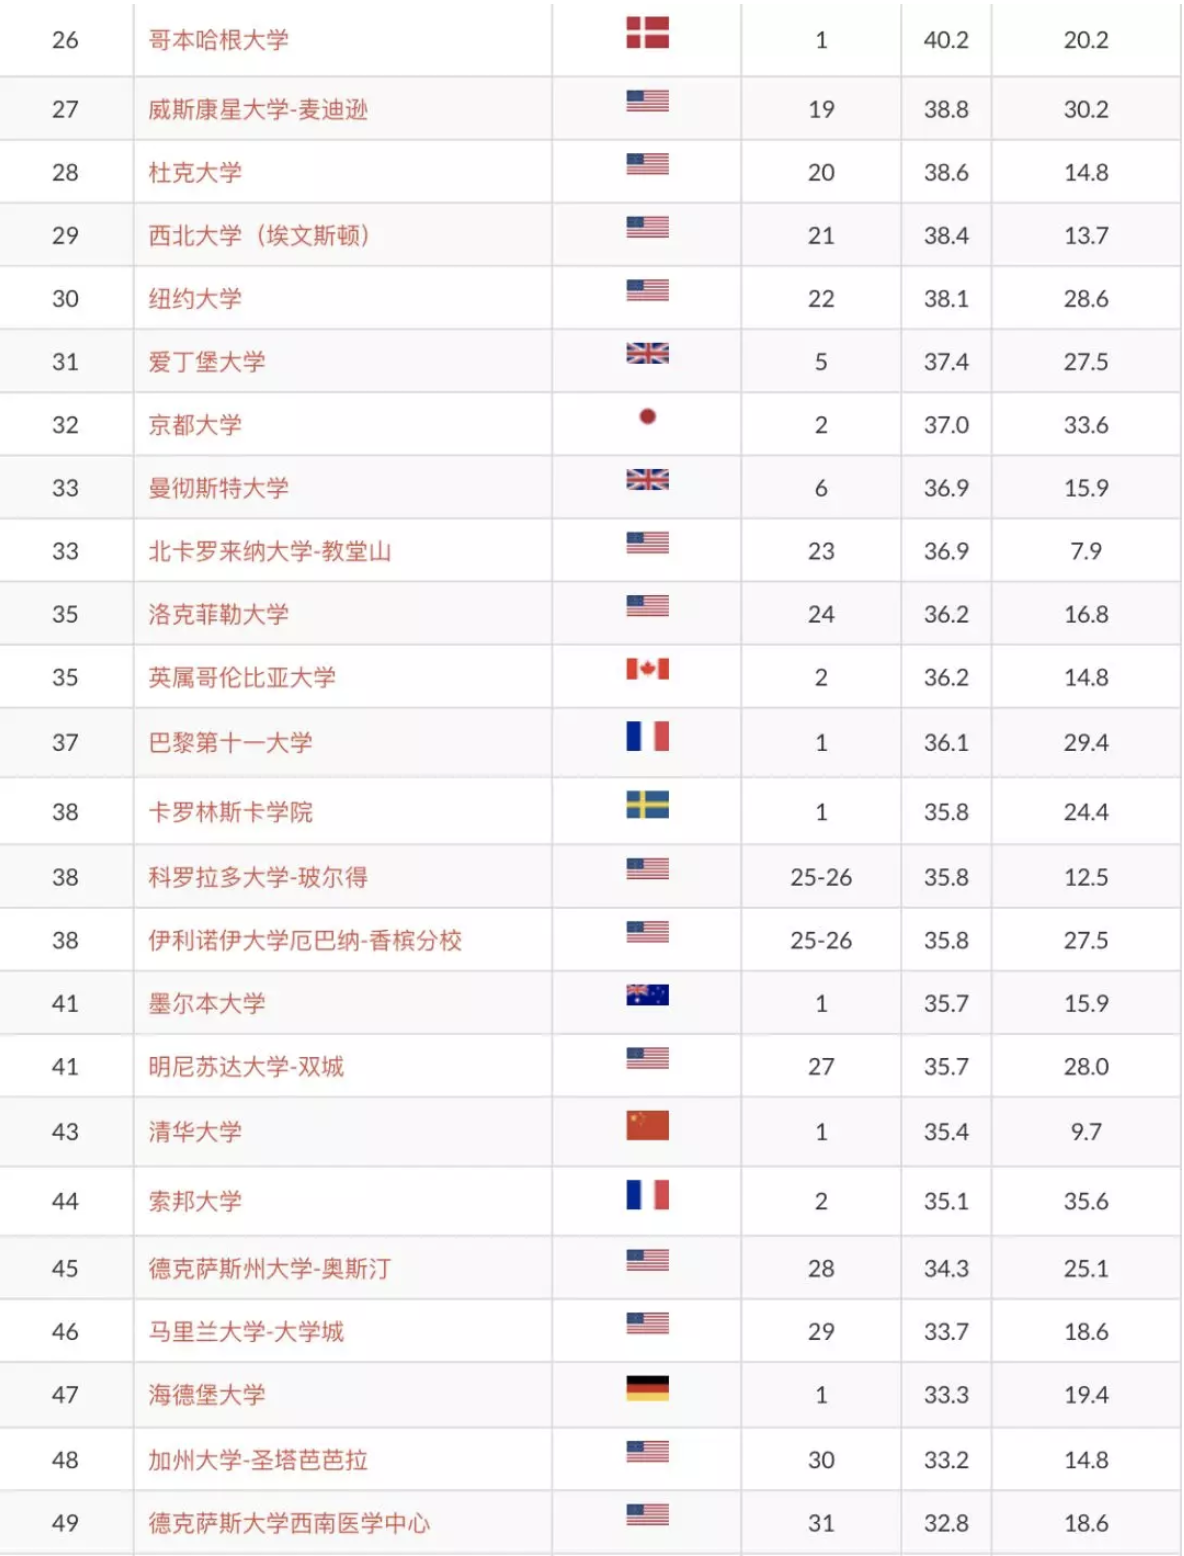 26 哥本哈根大学 1 40.2 20.2
27 威斯康星大学-麦迪逊 19 38.8 30.2
28 杜克大学 20 38.6 14.8
29 西北大学（埃文斯顿） 21 38.4 13.7
30 纽约大学 22 38.1 28.6
31 爱丁堡大学 5 37.4 27.5
32 京都大学 2 37.0 33.6
33 曼彻斯特大学 6 36.9 15.9
33 北卡罗来纳大学-教堂山 23 36.9 7.9
35 洛克菲勒大学 24 36.2 16.8
35 英属哥伦比亚大学 2 36.2 14.8
37 巴黎第十一大学 1 36.1 29.4
38 卡罗林斯卡学院 1 35.8 24.4
38 科罗拉多大学-玻尔得 25-26 35.8 12.5
38 伊利诺伊大学厄巴纳-香槟分校 25-26 35.8 27.5
41 墨尔本大学 1 35.7 15.9
41 明尼苏达大学-双城 27 35.7 28.0
43 清华大学 1 35.4 9.7
44 索邦大学 2 35.1 35.6
45 德克萨斯州大学-奥斯汀 28 34.3 25.1
46 马里兰大学-大学城 29 33.7 18.6
47 海德堡大学 1 33.3 19.4
48 加州大学-圣塔芭芭拉 30 33.2 14.8
49 德克萨斯大学西南医学中心 31 32.8 18.6